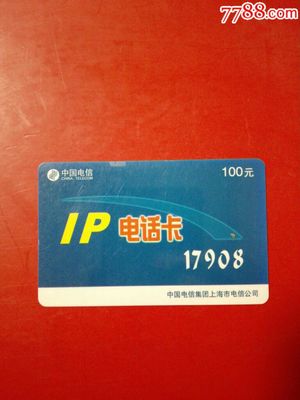 7788.com
中国电信
CHINA TELECOM
100元
IP 电话卡
17908
中国电信集团上海市电信公司